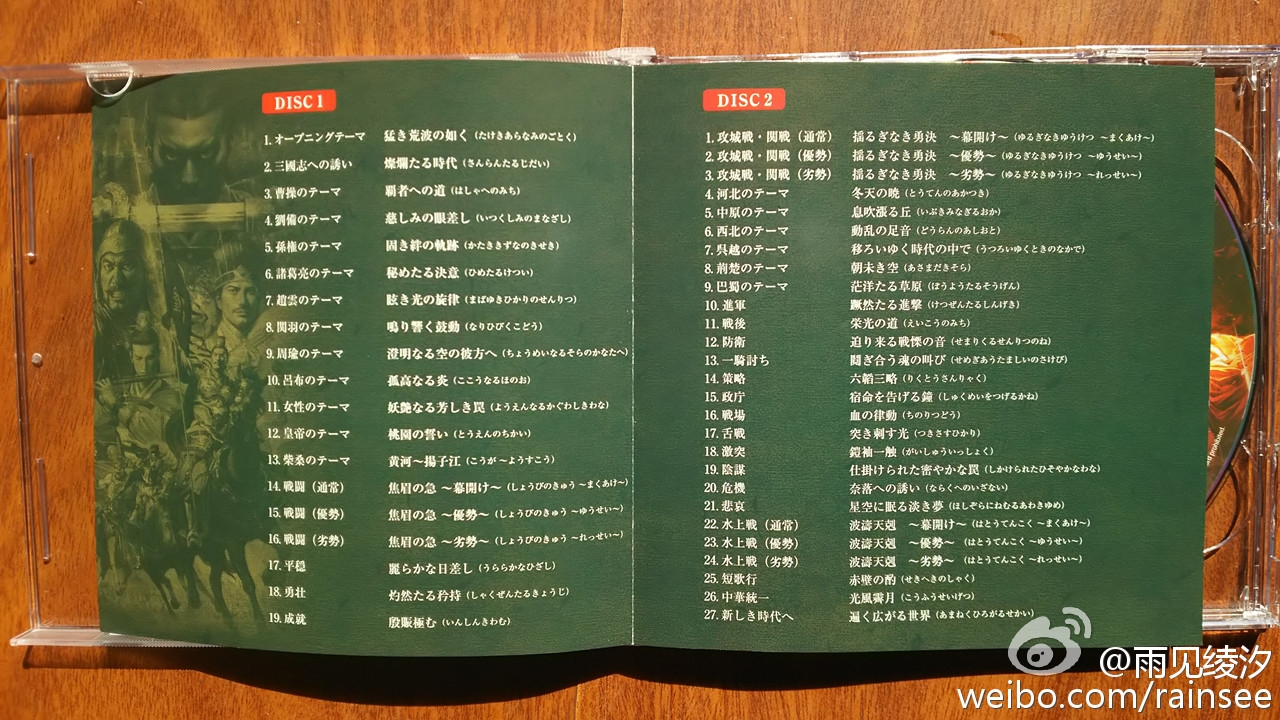 DISC 1
1. オープニングテーマ 猛き荒波の如く (たけきあらなみのごとく)
2. 三國志への誘い 燦爛たる時代 (さんらんたるじだい)
3. 曹操のテーマ 覇者への道 (はしゃへのみち)
4. 劉備のテーマ 慈しみの眼差し (いつくしみのまなざし)
5. 孫権のテーマ 固き絆の軌跡 (かたききずなのきせき)
6. 諸葛亮のテーマ 秘めたる決意 (ひめたるけつい)
7. 趙雲のテーマ 眩き光の旋律 (まばゆきひかりのせんりつ)
8. 関羽のテーマ 鳴り響く鼓動 (なりひびくこどう)
9. 周瑜のテーマ 澄明なる空の彼方へ (ちょうめいなるそらのかなたへ)
10. 呂布のテーマ 孤高なる炎 (ここうなるほのお)
11. 女性のテーマ 妖艶なる芳しき罠 (ようえんなるかぐわしきわな)
12. 皇帝のテーマ 桃園の誓い (とうえんのちかい)
13. 柴桑のテーマ 黄河〜揚子江 (こうが 〜ようすこう)
14. 戦闘 (通常) 焦眉の急 〜幕開け〜 (しょうびのきゅう 〜まくあけ〜)
15. 戦闘 (優勢) 焦眉の急 〜優勢〜 (しょうびのきゅう 〜ゆうせい〜)
16. 戦闘 (劣勢) 焦眉の急 〜劣勢〜 (しょうびのきゅう 〜れっせい〜)
17. 平穏 麗らかな日差し (うららかなひざし)
18. 勇壮 灼然たる矜持 (しゃくぜんたるきょうじ)
19. 成就 殷賑極む (いんしんきわむ)
DISC 2
1. 攻城戦・関戦 (通常) 揺るぎなき勇決 〜幕開け〜 (ゆるぎなきゆうけつ 〜まくあけ〜)
2. 攻城戦・関戦 (優勢) 揺るぎなき勇決 〜優勢〜 (ゆるぎなきゆうけつ 〜ゆうせい〜)
3. 攻城戦・関戦 (劣勢) 揺るぎなき勇決 〜劣勢〜 (ゆるぎなきゆうけつ 〜れっせい〜)
4. 河北のテーマ 冬天の暁 (とうてんのあかつき)
5. 中原のテーマ 息吹漲る丘 (いぶきみなぎるおか)
6. 西北のテーマ 動乱の足音 (どうらんのあしおと)
7. 呉越のテーマ 移ろいゆく時代の中で (うつろいゆくときのなかで)
8. 荊楚のテーマ 朝未き空 (あさまだきそら)
9. 巴蜀のテーマ 茫洋たる草原 (ぼうようたるそうげん)
10. 進軍 蹶然たる進撃 (けつぜんたるしんげき)
11. 戦後 栄光の道 (えいこうのみち)
12. 防衛 迫り来る戦慄の音 (せまりくるせんりつのね)
13. 一騎討ち 鬩ぎ合う魂の叫び (せめぎあうたましいのさけび)
14. 策略 六韜三略 (りくとうさんりゃく)
15. 政庁 宿命を告げる鐘 (しゅくめいをつげるかね)
16. 戦場 血の律動 (ちのりつどう)
17. 舌戦 突き刺す光 (つきさすひかり)
18. 激突 鎧袖一触 (がいしゅういっしょく)
19. 陰謀 仕掛けられた密やかな罠 (しかけられたひそやかなわな)
20. 危機 奈落への誘い (ならくへのいざない)
21. 悲哀 星空に眠る淡き夢 (ほしぞらにねむるあわきゆめ)
22. 水上戦 (通常) 波濤天剋 〜幕開け〜 (はとうてんこく 〜まくあけ〜)
23. 水上戦 (優勢) 波濤天剋 〜優勢〜 (はとうてんこく 〜ゆうせい〜)
24. 水上戦 (劣勢) 波濤天剋 〜劣勢〜 (はとうてんこく 〜れっせい〜)
25. 短歌行 赤壁の酌 (せきへきのしゃく)
26. 中華統一 光風霽月 (こうふうせいげつ)
27. 新しき時代へ 遍く広がる世界 (あまねくひろがるせかい)
prohibited.
@雨见绫汐
weibo.com/rainsee